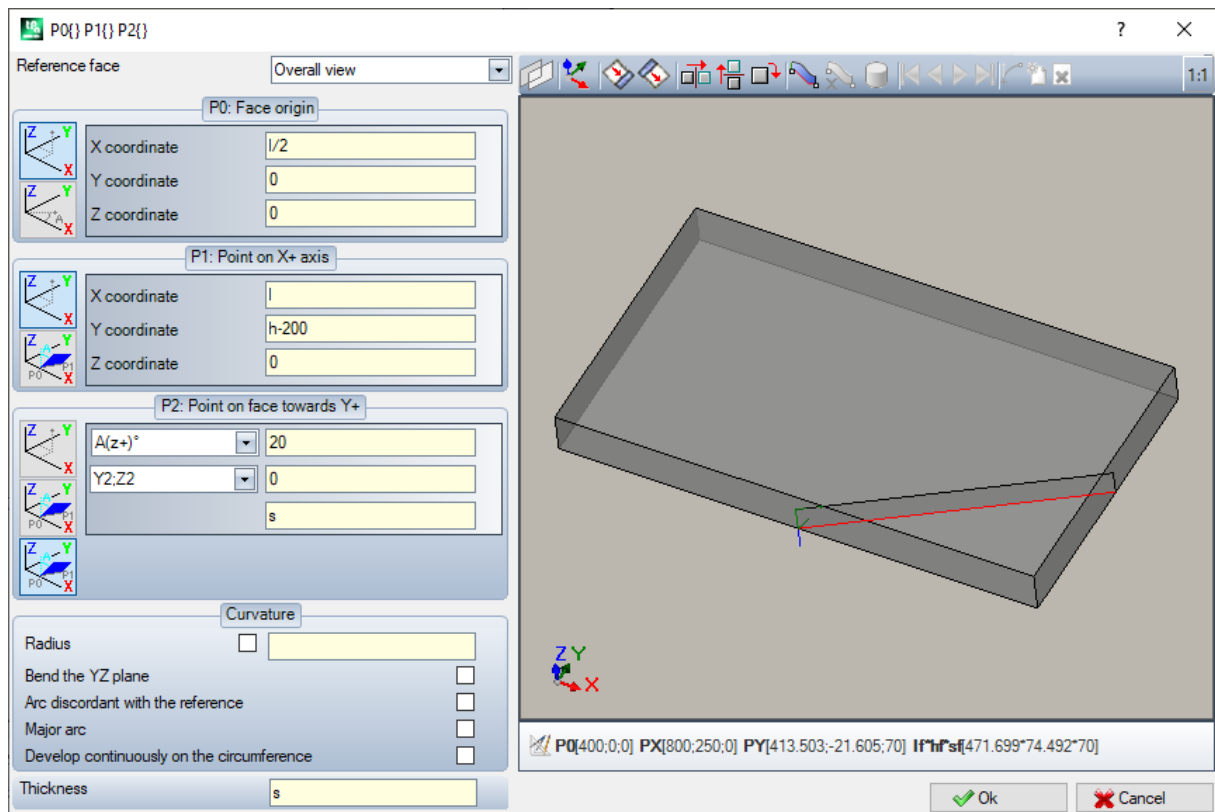 P0{} P1{} P2{}
?
Reference face
Overall view
1:1
P0: Face origin
X coordinate
l/2
Y coordinate
0
Z coordinate
0
P1: Point on X+ axis
X coordinate
l
Y coordinate
h-200
Z coordinate
0
P2: Point on face towards Y+
A(z+)°
20
Y2;Z2
0
s
Curvature
Radius
Bend the YZ plane
Arc discordant with the reference
Major arc
Develop continuously on the circumference
Thickness
s
Z Y
X
P0[400;0;0] PX[800;250;0] PY[413.503;-21.605;70] lf*hf*sf[471.699*74.492*70]
Ok
Cancel